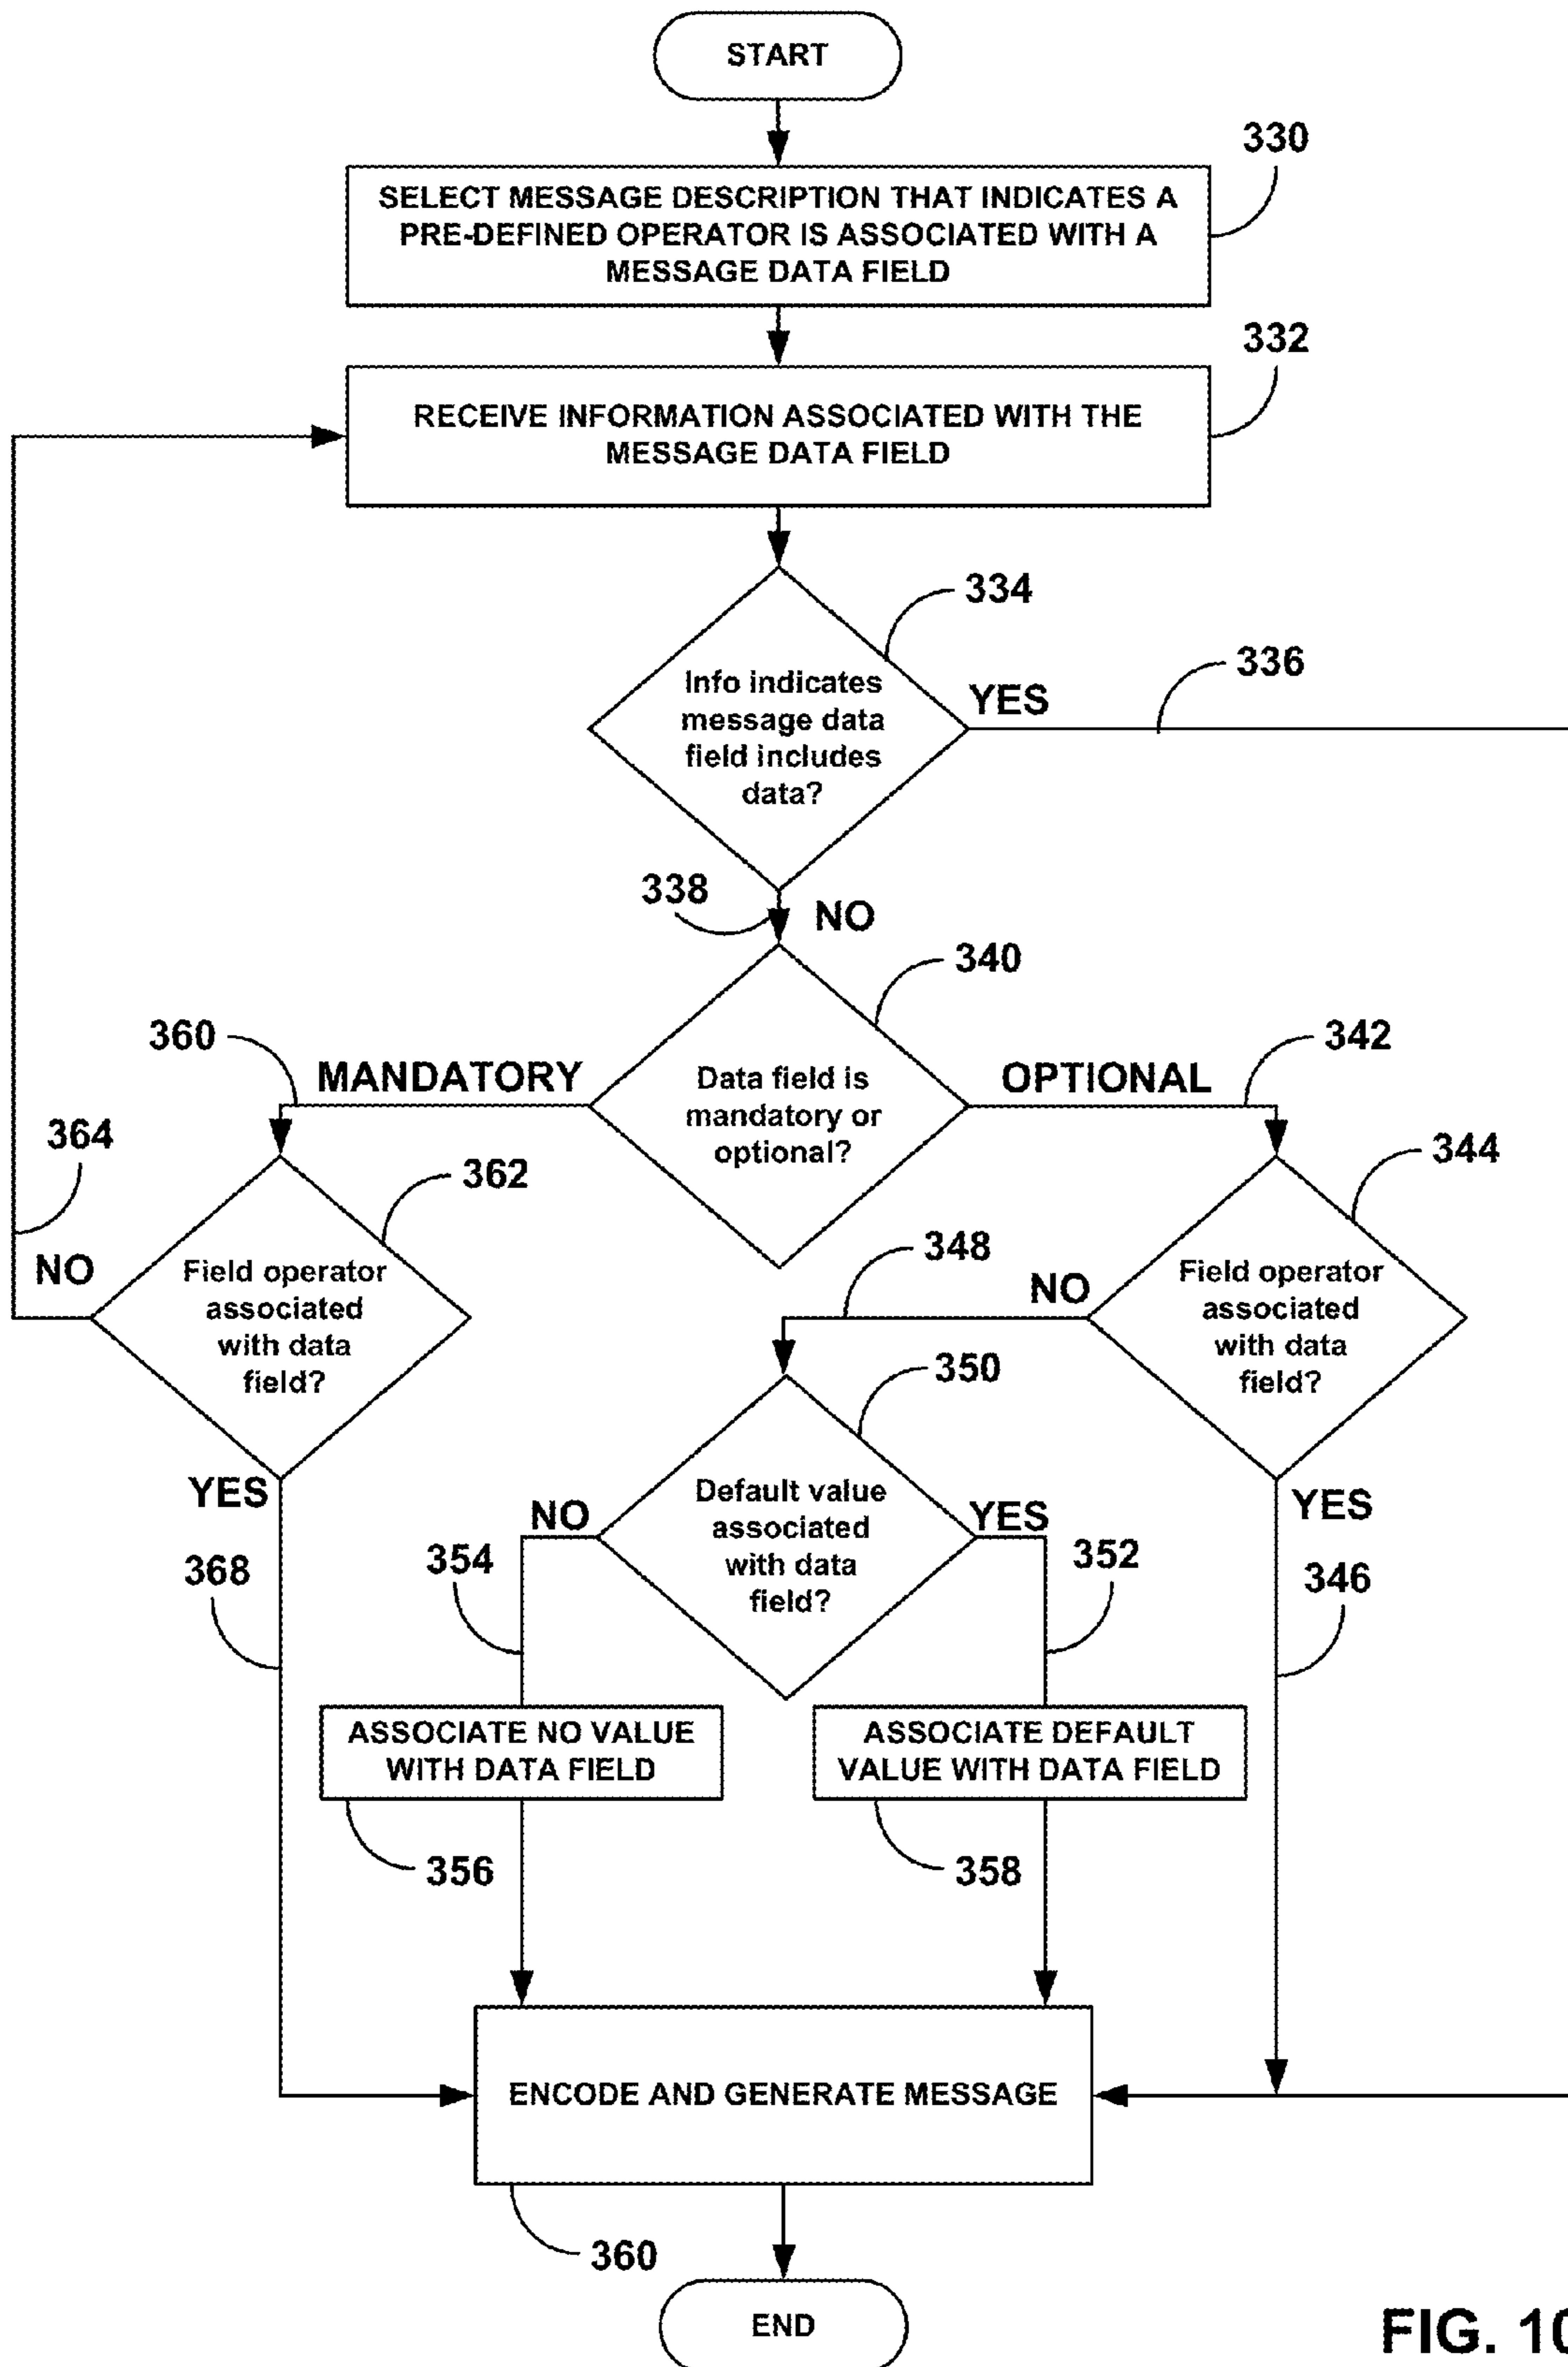 START
330
SELECT MESSAGE DESCRIPTION THAT INDICATES A
PRE-DEFINED OPERATOR IS ASSOCIATED WITH A
MESSAGE DATA FIELD
332
RECEIVE INFORMATION ASSOCIATED WITH THE
MESSAGE DATA FIELD
334
336
Info indicates
message data
field includes
data?
YES
338
NO
340
360
342
MANDATORY
Data field is
mandatory or
optional?
OPTIONAL
364
362
344
348
NO
Field operator
associated
with data
field?
NO
Field operator
associated
with data
field?
350
YES
NO
Default value
associated
with data
field?
YES
YES
368
354
352
346
ASSOCIATE NO VALUE
WITH DATA FIELD
ASSOCIATE DEFAULT
VALUE WITH DATA FIELD
356
358
ENCODE AND GENERATE MESSAGE
360
END
FIG. 10